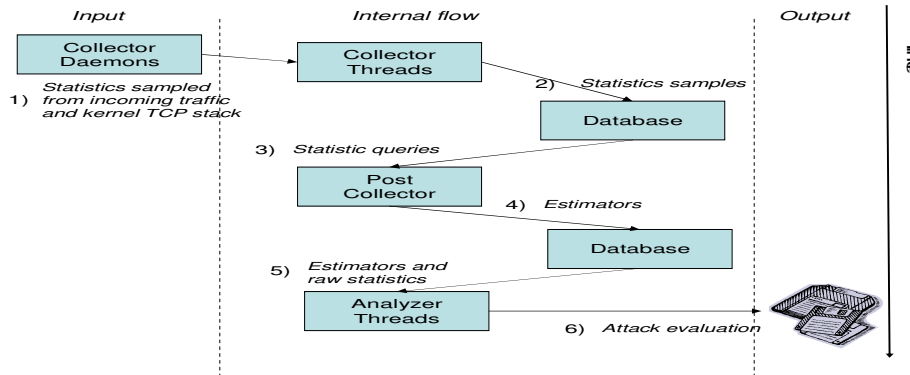 Input
Internal flow
Output
Collector
Daemons
Collector
Threads
1) Statistics sampled
from incoming traffic
and kernel TCP stack
2) Statistics samples
Database
3) Statistic queries
Post
Collector
4) Estimators
Database
5) Estimators and
raw statistics
Analyzer
Threads
6) Attack evaluation